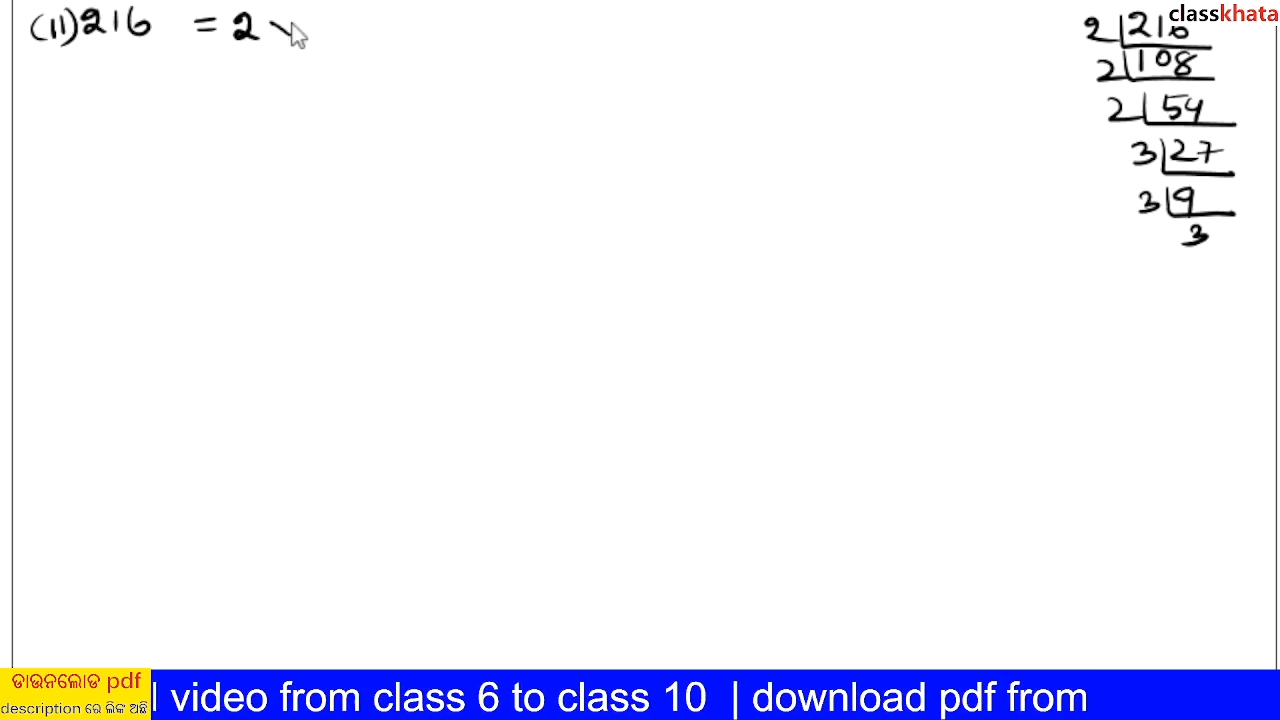 classkhata
(11) 216 = 2 ×
2 216
2 108
2 54
3 27
3 9
3
ଡାଉନଲୋଡ pdf
description ରେ ଲିଙ୍କ ଅଛି
l video from class 6 to class 10 | download pdf from